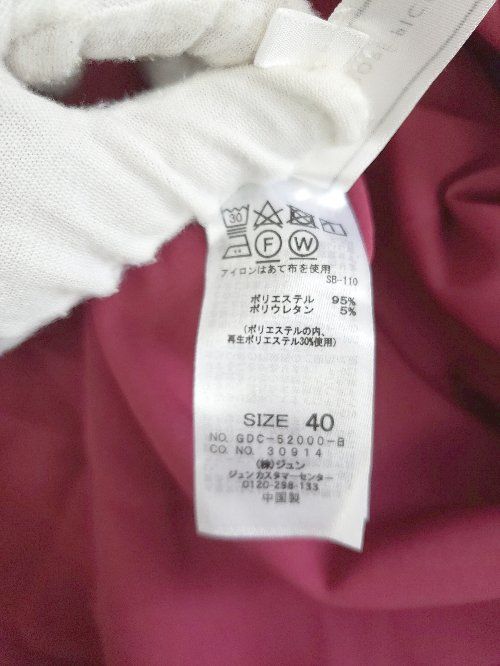 30
F W
アイロンはあて布を使用
SB-110
ポリエステル 95%
ポリウレタン 5%
(ポリエステルの内、
再生ポリエステル30%使用)
SIZE 40
NO. GDC-52000-B
CO. NO. 30914
(株)ジュン
ジュンカスタマーセンター
0120-298-133
中国製